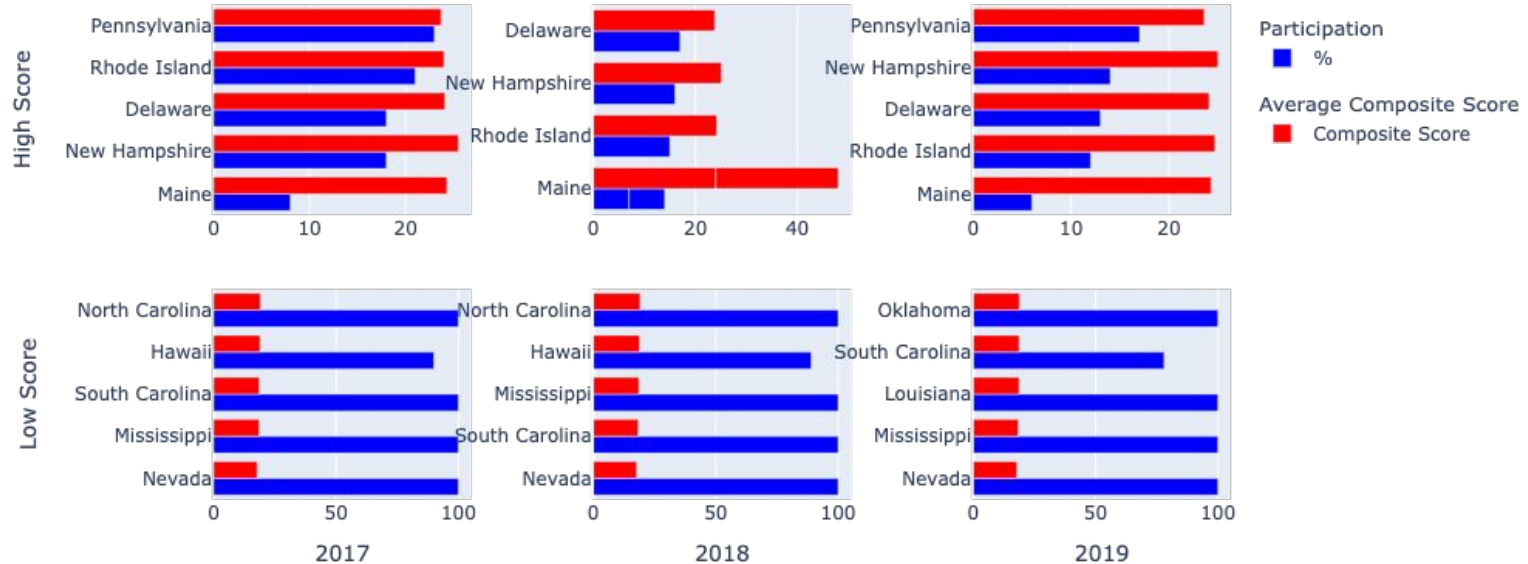 High Score
Pennsylvania
Rhode Island
Delaware
New Hampshire
Maine
0 10 20
Delaware
New Hampshire
Rhode Island
Maine
0 20 40
Pennsylvania
New Hampshire
Delaware
Rhode Island
Maine
0 10 20
Participation
%
Average Composite Score
Composite Score
Low Score
North Carolina
Hawaii
South Carolina
Mississippi
Nevada
0 50 100
2017
North Carolina
Hawaii
Mississippi
South Carolina
Nevada
0 50 100
2018
Oklahoma
South Carolina
Louisiana
Mississippi
Nevada
0 50 100
2019